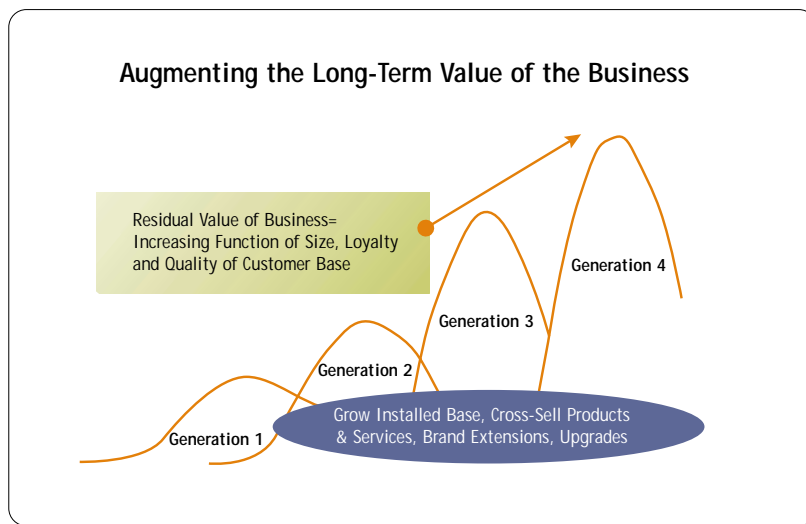 Augmenting the Long-Term Value of the Business
Residual Value of Business=
Increasing Function of Size, Loyalty
and Quality of Customer Base
Generation 4
Generation 3
Generation 2
Generation 1
Grow Installed Base, Cross-Sell Products
& Services, Brand Extensions, Upgrades